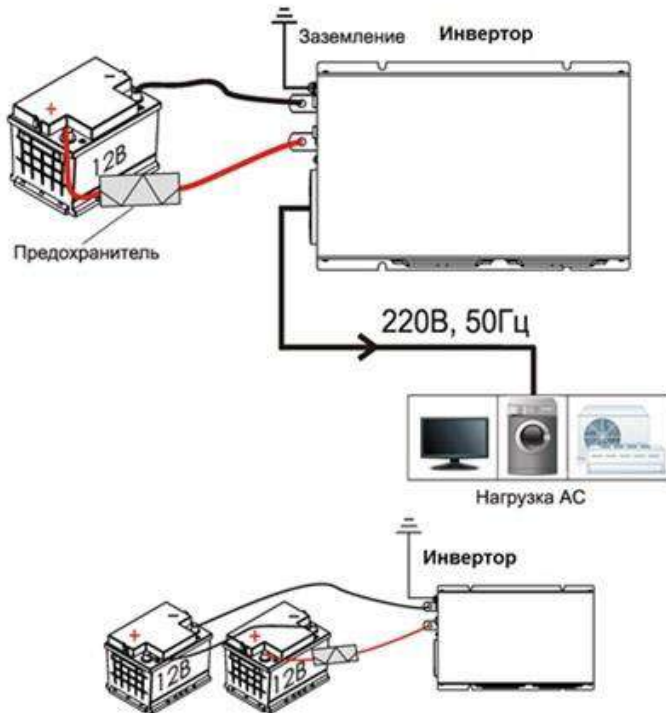 Заземление
Инвертор
+
-
12В
Предохранитель
220В, 50Гц
Нагрузка АС
Инвертор
+
-
12В
+
-
12В